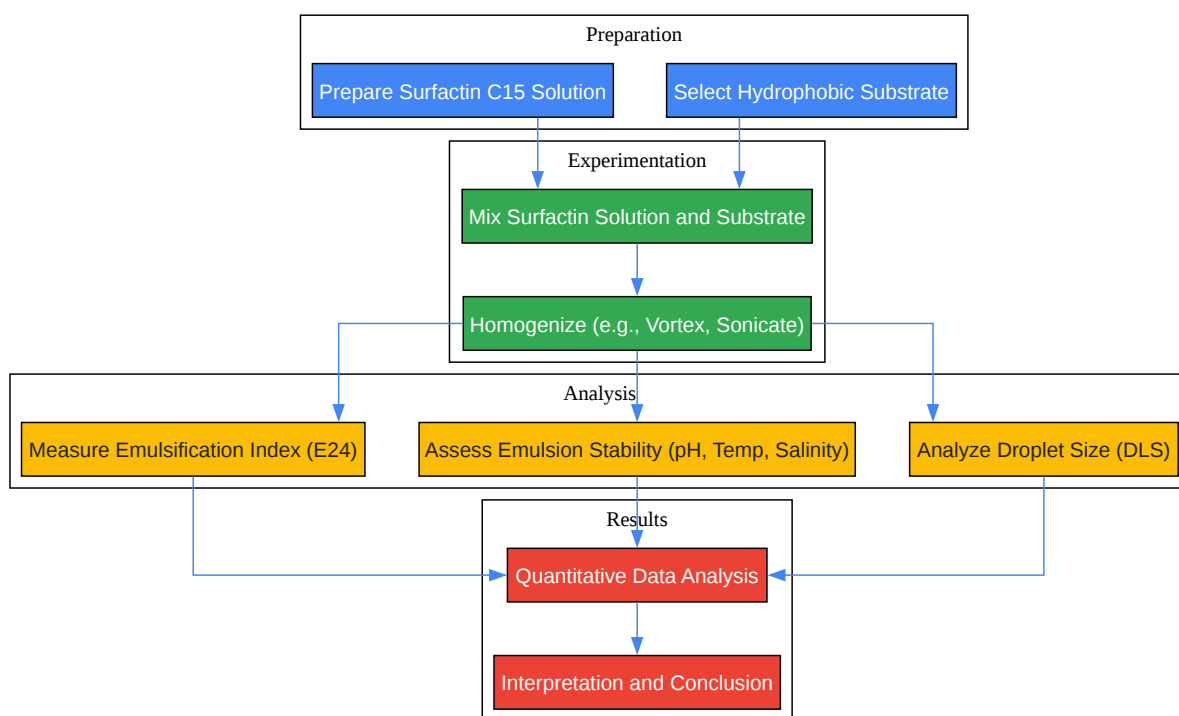 Preparation
Prepare Surfactin C15 Solution
Select Hydrophobic Substrate
Experimentation
Mix Surfactin Solution and Substrate
Homogenize (e.g., Vortex, Sonicate)
Analysis
Measure Emulsification Index (E24)
Assess Emulsion Stability (pH, Temp, Salinity)
Analyze Droplet Size (DLS)
Results
Quantitative Data Analysis
Interpretation and Conclusion